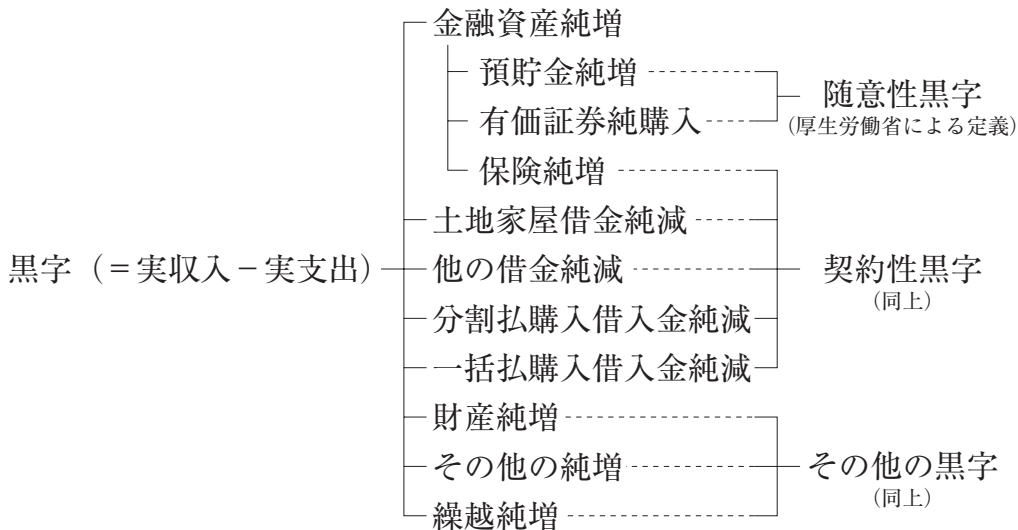 金融資産純増
預貯金純増
有価証券純購入
随意性黒字
(厚生労働省による定義)
保険純増
土地家屋借金純減
黒字(=実収入-実支出)
他の借金純減
契約性黒字
(同上)
分割払購入借入金純減
一括払購入借入金純減
財産純増
その他の純増
その他の黒字
(同上)
繰越純増